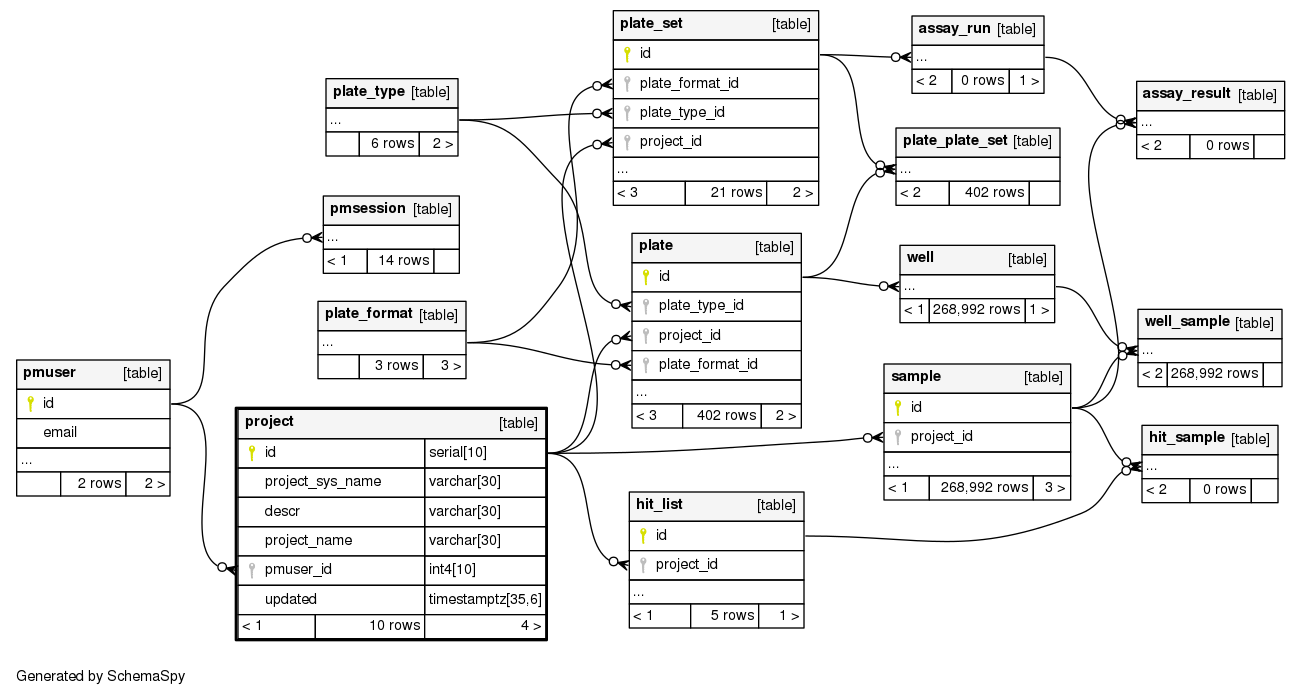 plate_set [table]
id
plate_format_id
plate_type_id
project_id
...
< 3 21 rows 2 >
assay_run [table]
...
< 2 0 rows 1 >
plate_type [table]
...
6 rows 2 >
assay_result [table]
...
< 2 0 rows
plate_plate_set [table]
...
< 2 402 rows
pmsession [table]
...
< 1 14 rows
plate [table]
id
plate_type_id
project_id
plate_format_id
...
< 3 402 rows 2 >
well [table]
...
< 1 268,992 rows 1 >
plate_format [table]
...
3 rows 3 >
well_sample [table]
...
< 2 268,992 rows
pmuser [table]
id
email
...
2 rows 2 >
sample [table]
id
project_id
...
< 1 268,992 rows 3 >
project [table]
id serial[10]
project_sys_name varchar[30]
descr varchar[30]
project_name varchar[30]
pmuser_id int4[10]
updated timestamptz[35,6]
< 1 10 rows 4 >
hit_sample [table]
...
< 2 0 rows
hit_list [table]
id
project_id
...
< 1 5 rows 1 >
Generated by SchemaSpy